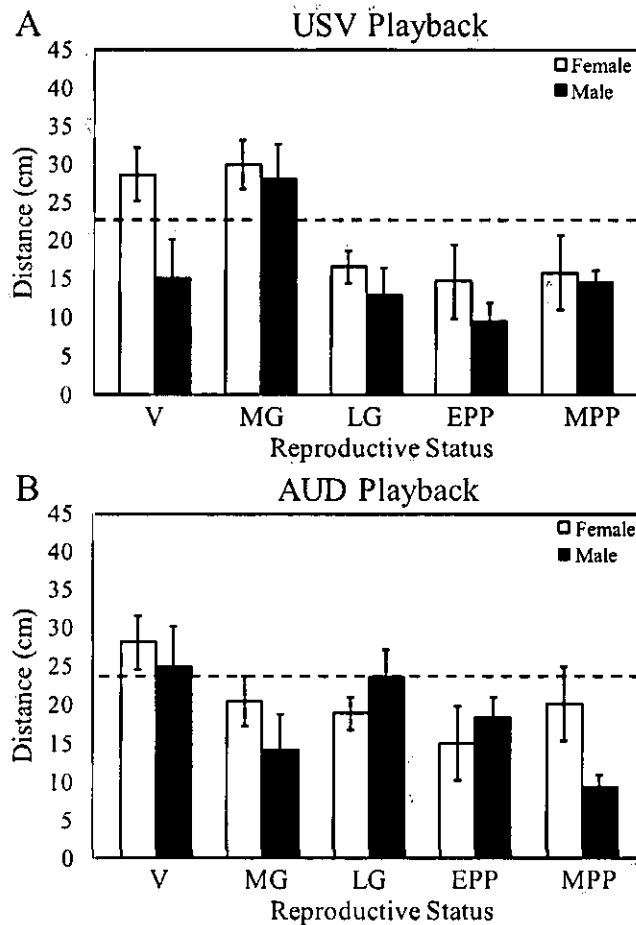 A
USV Playback
45
40
35
30
25
20
15
10
5
0
Distance (cm)
Female
Male
V MG LG EPP MPP
Reproductive Status
B
AUD Playback
45
40
35
30
25
20
15
10
5
0
Distance (cm)
Female
Male
V MG LG EPP MPP
Reproductive Status